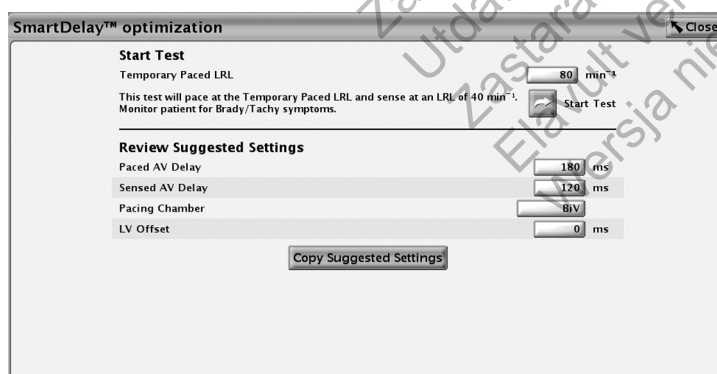 SmartDelay™ optimization
Close
Start Test
Temporary Paced LRL
80 min⁻¹
This test will pace at the Temporary Paced LRL and sense at an LRL of 40 min⁻¹.
Monitor patient for Brady/Tachy symptoms.
Start Test
Review Suggested Settings
Paced AV Delay
180 ms
Sensed AV Delay
120 ms
Pacing Chamber
BiV
LV Offset
0 ms
Copy Suggested Settings